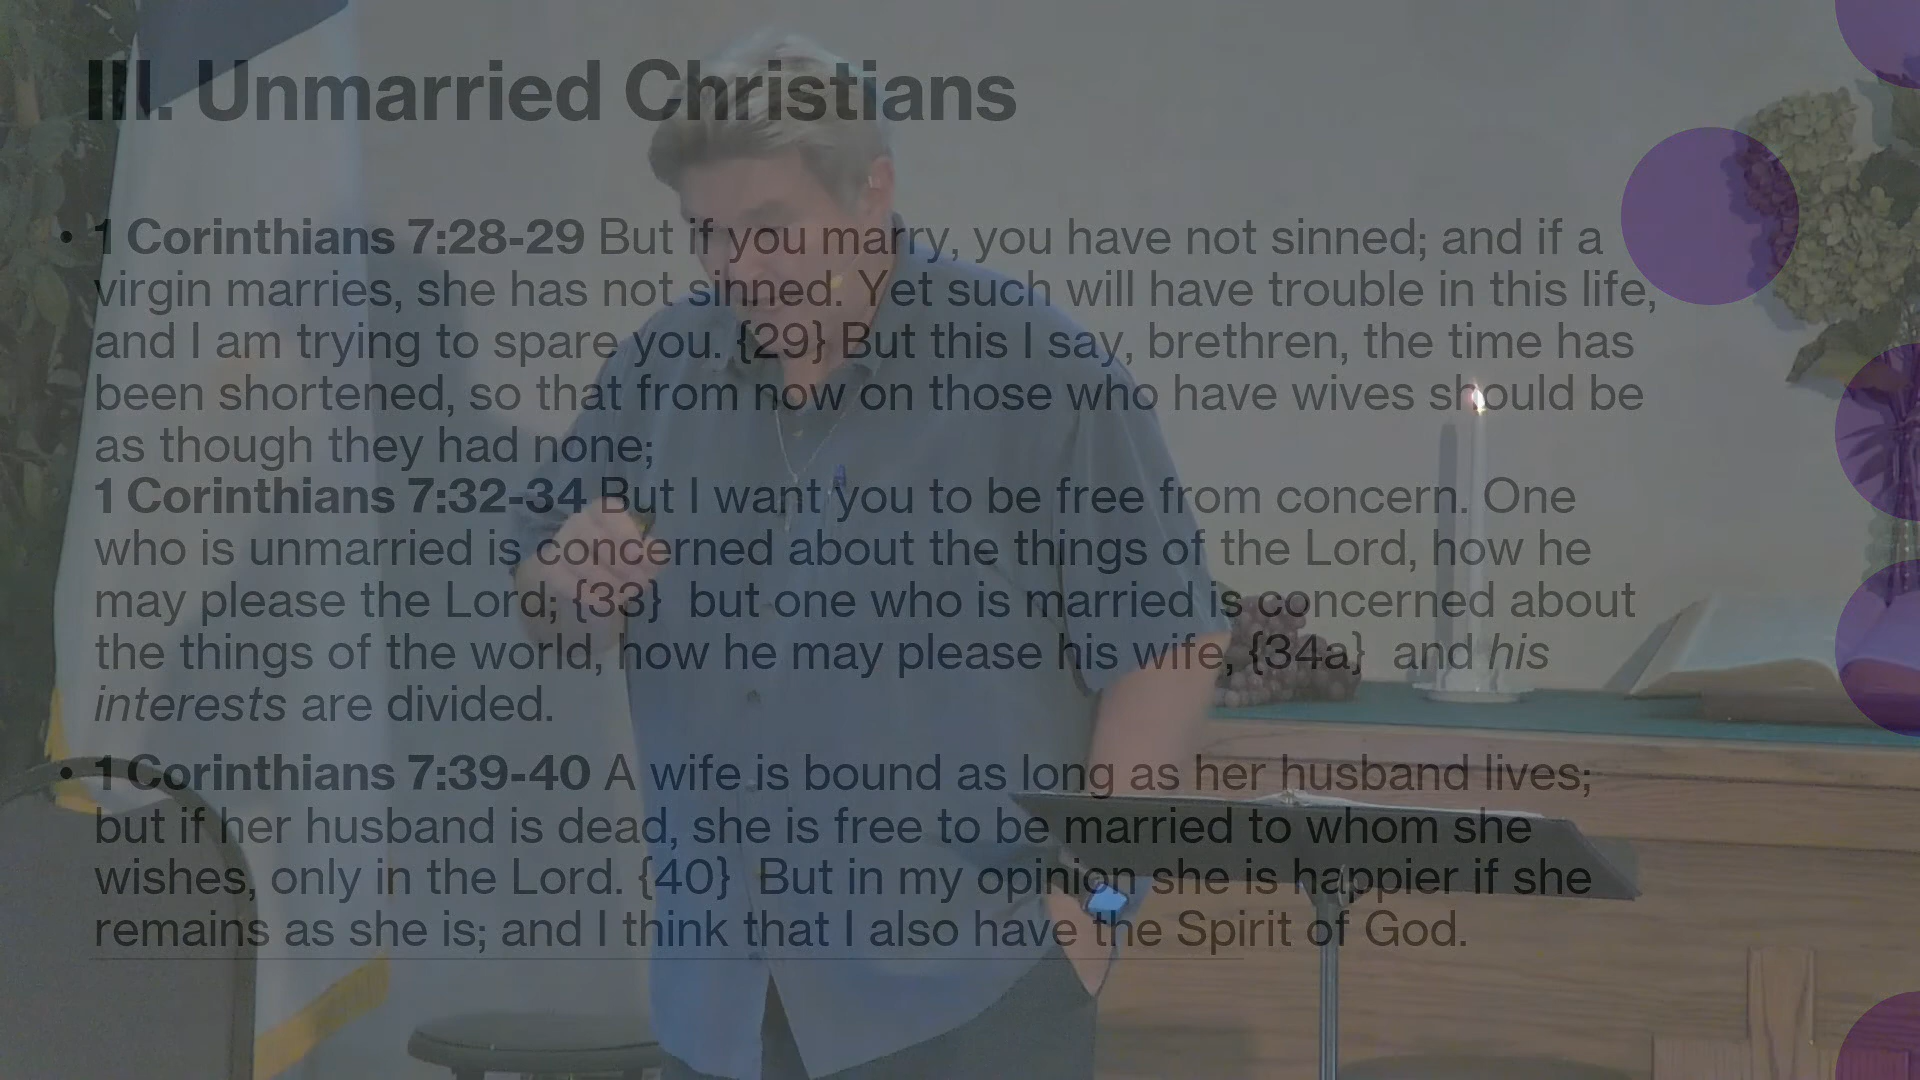 III. Unmarried Christians
• 1 Corinthians 7:28-29 But if you marry, you have not sinned; and if a
virgin marries, she has not sinned. Yet such will have trouble in this life,
and I am trying to spare you. {29} But this I say, brethren, the time has
been shortened, so that from now on those who have wives should be
as though they had none;
1 Corinthians 7:32-34 But I want you to be free from concern. One
who is unmarried is concerned about the things of the Lord, how he
may please the Lord; {33} but one who is married is concerned about
the things of the world, how he may please his wife, {34a} and his
interests are divided.
• 1 Corinthians 7:39-40 A wife is bound as long as her husband lives;
but if her husband is dead, she is free to be married to whom she
wishes, only in the Lord. {40} But in my opinion she is happier if she
remains as she is; and I think that I also have the Spirit of God.